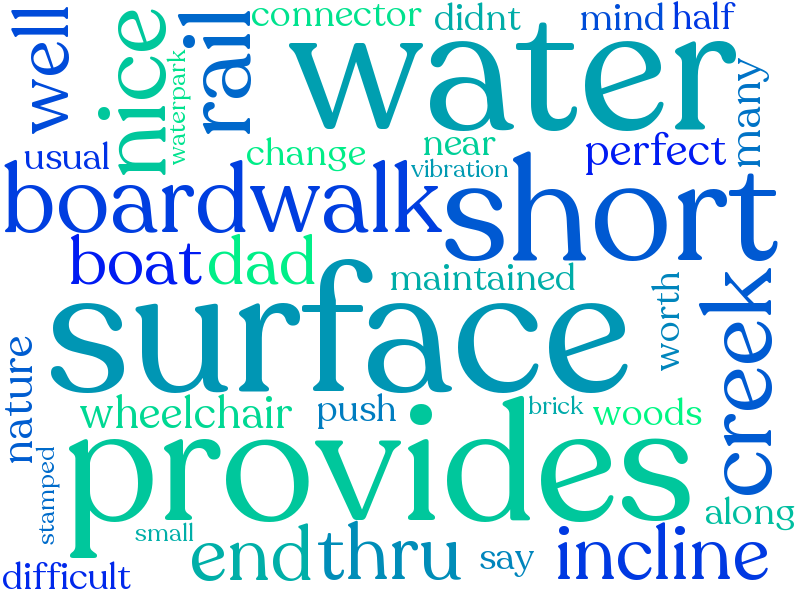 well
nice
waterpark
rail
connector
didnt
mind
half
water
many
usual
change
near
vibration
perfect
boardwalk
short
boat
dad
maintained
surface
worth
creek
nature
wheelchair
push
brick
woods
provides
stamped
small
along
difficult
end
thru
say
incline